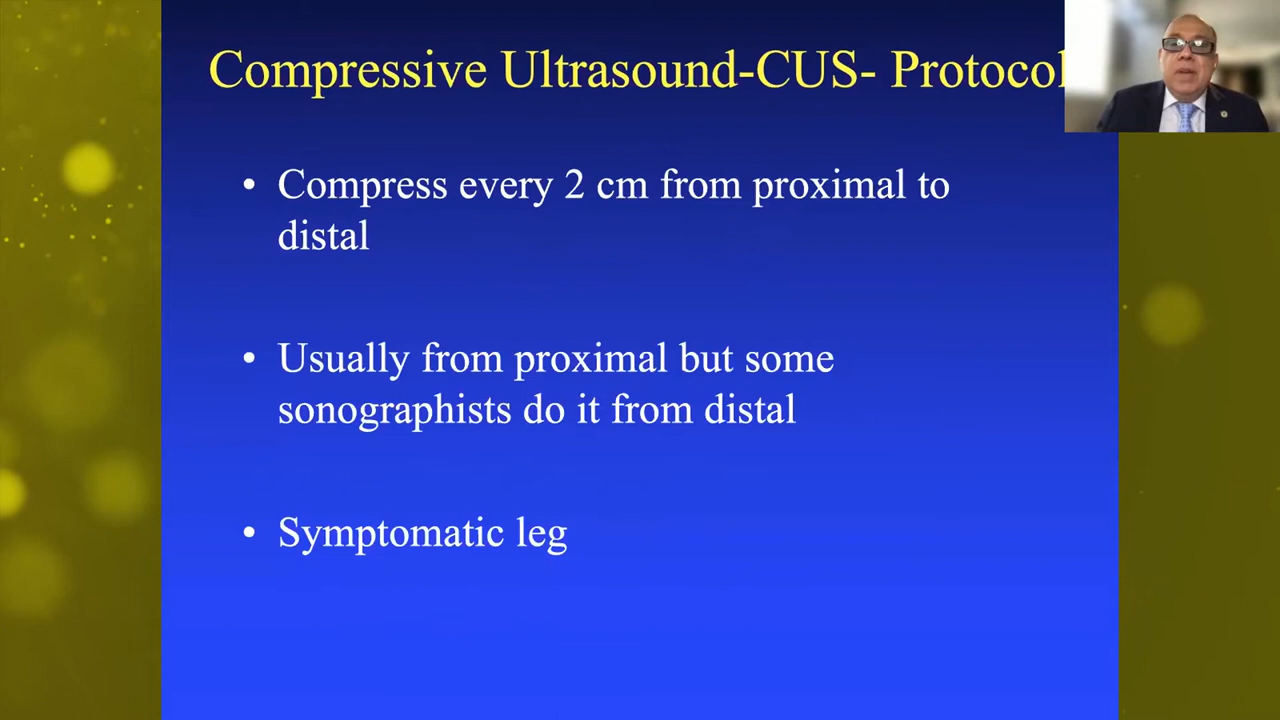 Compressive Ultrasound-CUS- Protocol
• Compress every 2 cm from proximal to
distal
• Usually from proximal but some
sonographists do it from distal
• Symptomatic leg